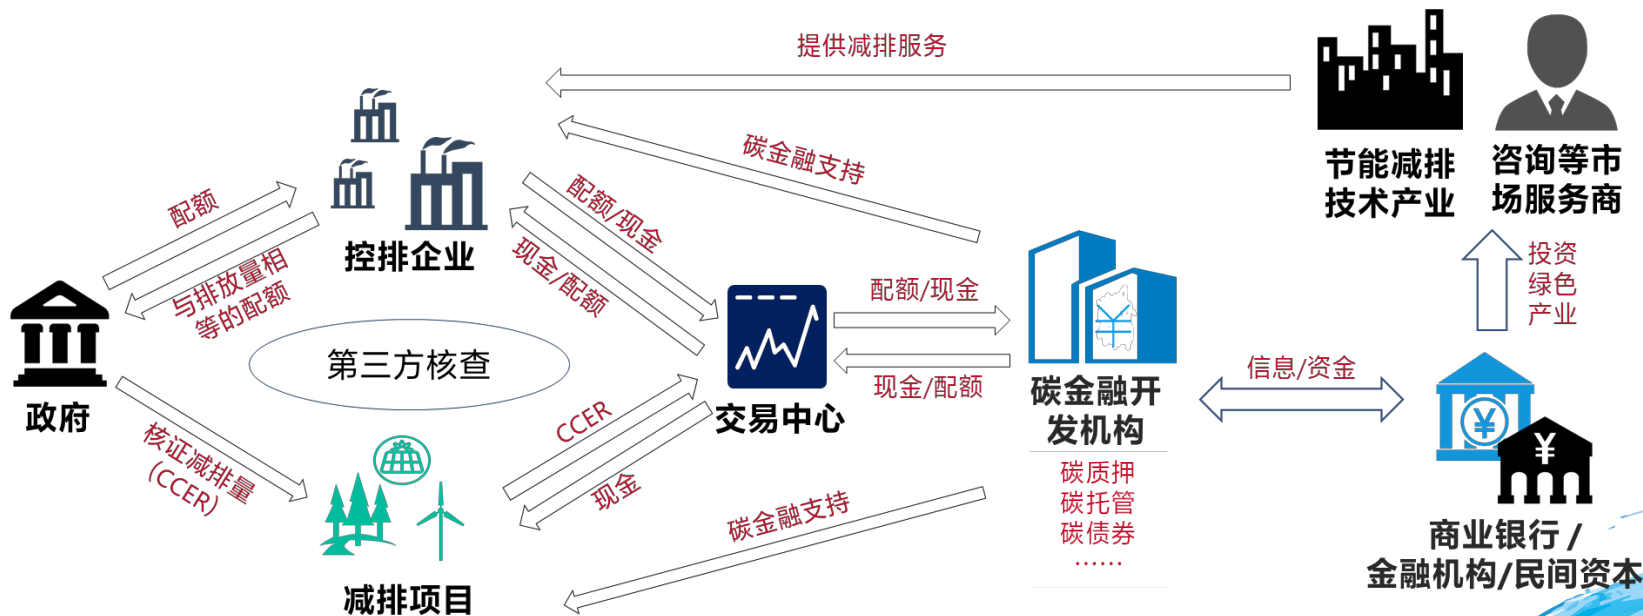 提供减排服务
碳金融支持
节能减排
技术产业
咨询等市
场服务商
配额
与排放量相
等的配额
控排企业
配额/现金
现金/配额
投资
绿色
产业
政府
第三方核查
交易中心
配额/现金
现金/配额
碳金融开
发机构
碳质押
碳托管
碳债券
······
信息/资金
核证减排量
(CCER)
CCER
现金
碳金融支持
减排项目
商业银行 /
金融机构/民间资本